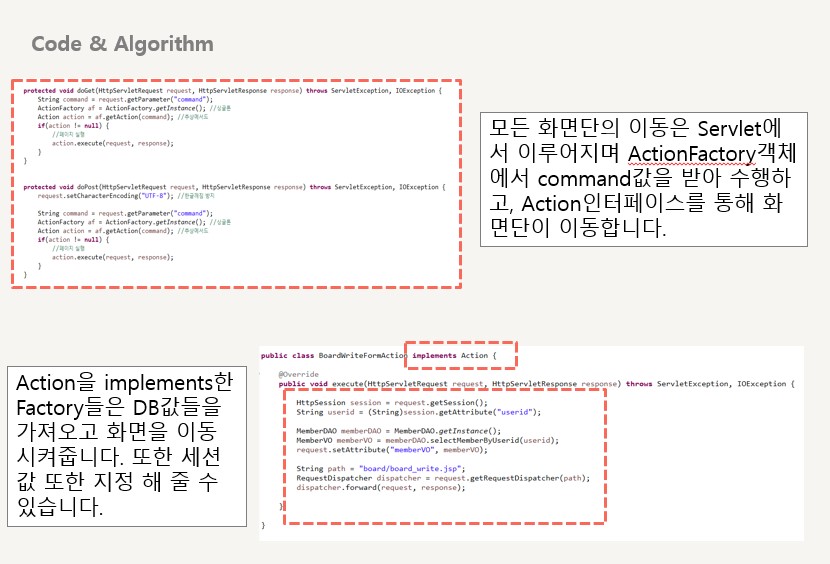 Code & Algorithm
protected void doGet(HttpServletRequest request, HttpServletResponse response) throws ServletException, IOException {
String command = request.getParameter("command");
ActionFactory af = ActionFactory.getInstance(); //싱글톤
Action action = af.getAction(command); //추상메서드
if(action != null) {
//페이지 실행
action.execute(request, response);
}
}
protected void doPost(HttpServletRequest request, HttpServletResponse response) throws ServletException, IOException {
request.setCharacterEncoding("UTF-8"); //한글깨짐 방지
String command = request.getParameter("command");
ActionFactory af = ActionFactory.getInstance(); //싱글톤
Action action = af.getAction(command); //추상메서드
if(action != null) {
//페이지 실행
action.execute(request, response);
}
}
모든 화면단의 이동은 Servlet에
서 이루어지며 ActionFactory객체
에서 command값을 받아 수행하
고, Action인터페이스를 통해 화
면단이 이동합니다.
public class BoardWriteFormAction implements Action {
@Override
public void execute(HttpServletRequest request, HttpServletResponse response) throws ServletException, IOException {
HttpSession session = request.getSession();
String userid = (String)session.getAttribute("userid");
MemberDAO memberDAO = MemberDAO.getInstance();
MemberVO memberVO = memberDAO.selectMemberByUserid(userid);
request.setAttribute("memberVO", memberVO);
String path = "board/board_write.jsp";
RequestDispatcher dispatcher = request.getRequestDispatcher(path);
dispatcher.forward(request, response);
}
}
Action을 implements한
Factory들은 DB값들을
가져오고 화면을 이동
시켜줍니다. 또한 세션
값 또한 지정 해 줄 수
있습니다.